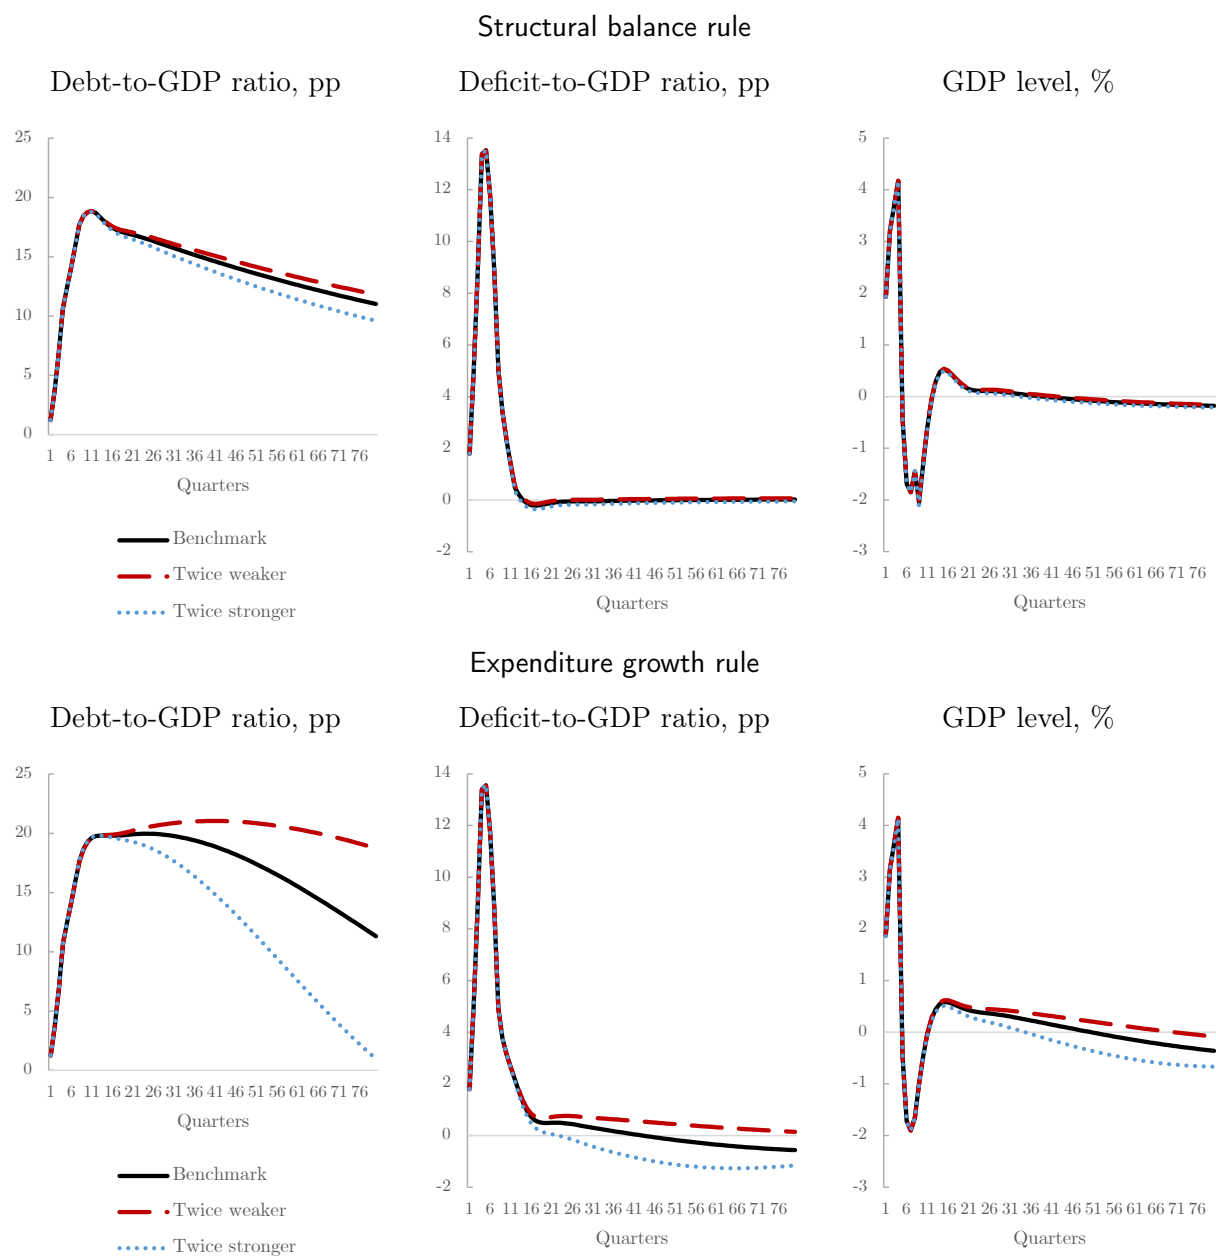 Structural balance rule
Debt-to-GDP ratio, pp
25
20
15
10
5
0
1 6 11 16 21 26 31 36 41 46 51 56 61 66 71 76
Quarters
Benchmark
Twice weaker
Twice stronger
Deficit-to-GDP ratio, pp
14
12
10
8
6
4
2
0
-2
1 6 11 16 21 26 31 36 41 46 51 56 61 66 71 76
Quarters
GDP level, %
5
4
3
2
1
0
-1
-2
-3
1 6 11 16 21 26 31 36 41 46 51 56 61 66 71 76
Quarters
Expenditure growth rule
Debt-to-GDP ratio, pp
25
20
15
10
5
0
1 6 11 16 21 26 31 36 41 46 51 56 61 66 71 76
Quarters
Benchmark
Twice weaker
Twice stronger
Deficit-to-GDP ratio, pp
14
12
10
8
6
4
2
0
-2
1 6 11 16 21 26 31 36 41 46 51 56 61 66 71 76
Quarters
GDP level, %
5
4
3
2
1
0
-1
-2
-3
1 6 11 16 21 26 31 36 41 46 51 56 61 66 71 76
Quarters